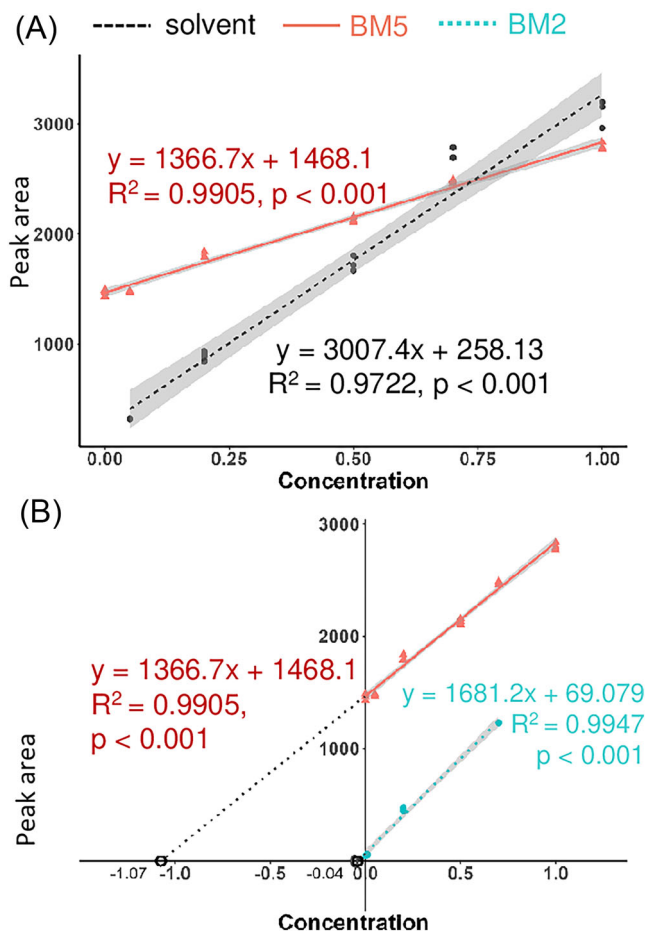 (A) solvent BM5 BM2
3000
y = 1366.7x + 1468.1
R² = 0.9905, p < 0.001
2000
Peak area
1000
y = 3007.4x + 258.13
R² = 0.9722, p < 0.001
0.00 0.25 0.50 0.75 1.00
Concentration
(B)
3000
2000
y = 1366.7x + 1468.1
R² = 0.9905,
p < 0.001
y = 1681.2x + 69.079
R² = 0.9947
p < 0.001
1000
Peak area
-1.07 -1.0 -0.5 -0.04 0.0 0.5 1.0
Concentration